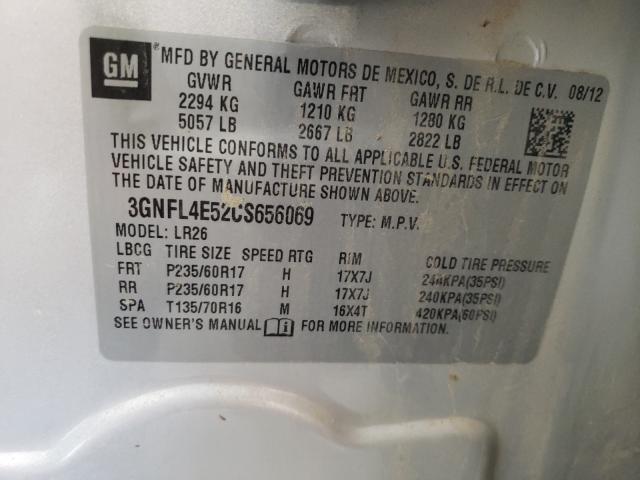 GM ® MFD BY GENERAL MOTORS DE MEXICO, S. DE R.L. DE C.V. 08/12
GVWR GAWR FRT GAWR RR
2294 KG 1210 KG 1280 KG
5057 LB 2667 LB 2822 LB
THIS VEHICLE CONFORMS TO ALL APPLICABLE U.S. FEDERAL MOTOR
VEHICLE SAFETY AND THEFT PREVENTION STANDARDS IN EFFECT ON
THE DATE OF MANUFACTURE SHOWN ABOVE.
3GNFL4E52CS656069 TYPE: M.P.V.
MODEL: LR26
LBCG TIRE SIZE SPEED RTG RIM COLD TIRE PRESSURE
FRT P235/60R17 H 17X7J 240KPA(35PSI)
RR P235/60R17 H 17X7J 240KPA(35PSI)
SPA T135/70R16 M 16X4T 420KPA(60PSI)
SEE OWNER'S MANUAL FOR MORE INFORMATION.